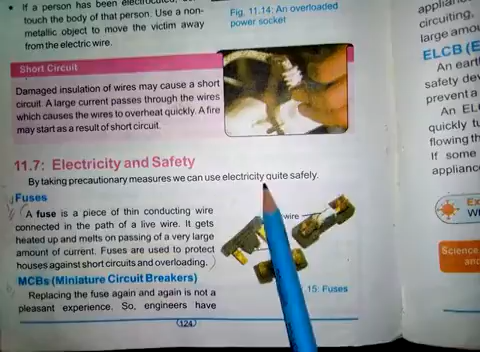 If a person has been electrocuted,
touch the body of that person. Use a non-
metallic object to move the victim away
from the electric wire.
Fig. 11.14: An overloaded
power socket
Short Circuit
Damaged insulation of wires may cause a short
circuit. A large current passes through the wires
which causes the wires to overheat quickly. A fire
may start as a result of short circuit.
11.7: Electricity and Safety
By taking precautionary measures we can use electricity quite safely.
Fuses
A fuse is a piece of thin conducting wire
connected in the path of a live wire. It gets
heated up and melts on passing of a very large
amount of current. Fuses are used to protect
houses against short circuits and overloading.
wire
.15: Fuses
MCBs (Miniature Circuit Breakers)
Replacing the fuse again and again is not a
pleasant experience. So, engineers have
124
circuiting,
large amou
ELCB (E
An eart
safety dev
prevent a
An EL
quickly tu
flowing th
If some
appliance
Ex
Wh
Science
and